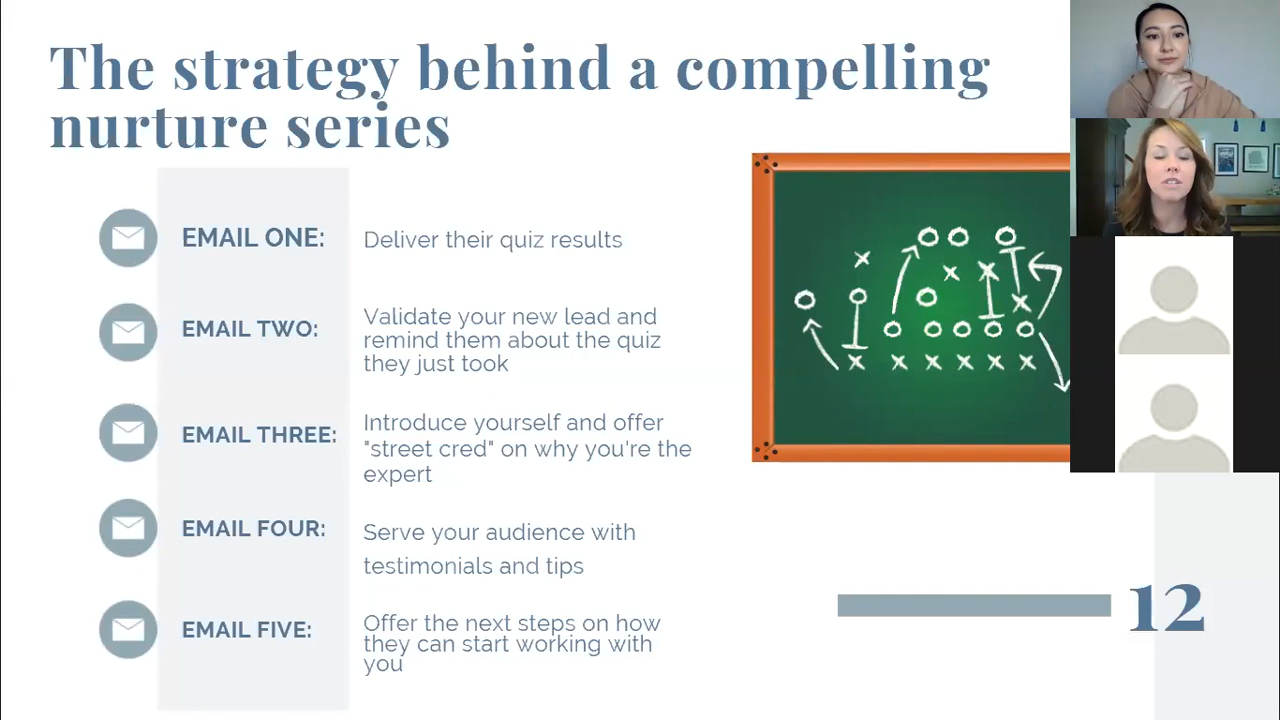 The strategy behind a compelling
nurture series
EMAIL ONE:
Deliver their quiz results
EMAIL TWO:
Validate your new lead and
remind them about the quiz
they just took
EMAIL THREE:
Introduce yourself and offer
"street cred" on why you're the
expert
EMAIL FOUR:
Serve your audience with
testimonials and tips
EMAIL FIVE:
Offer the next steps on how
they can start working with
you
12